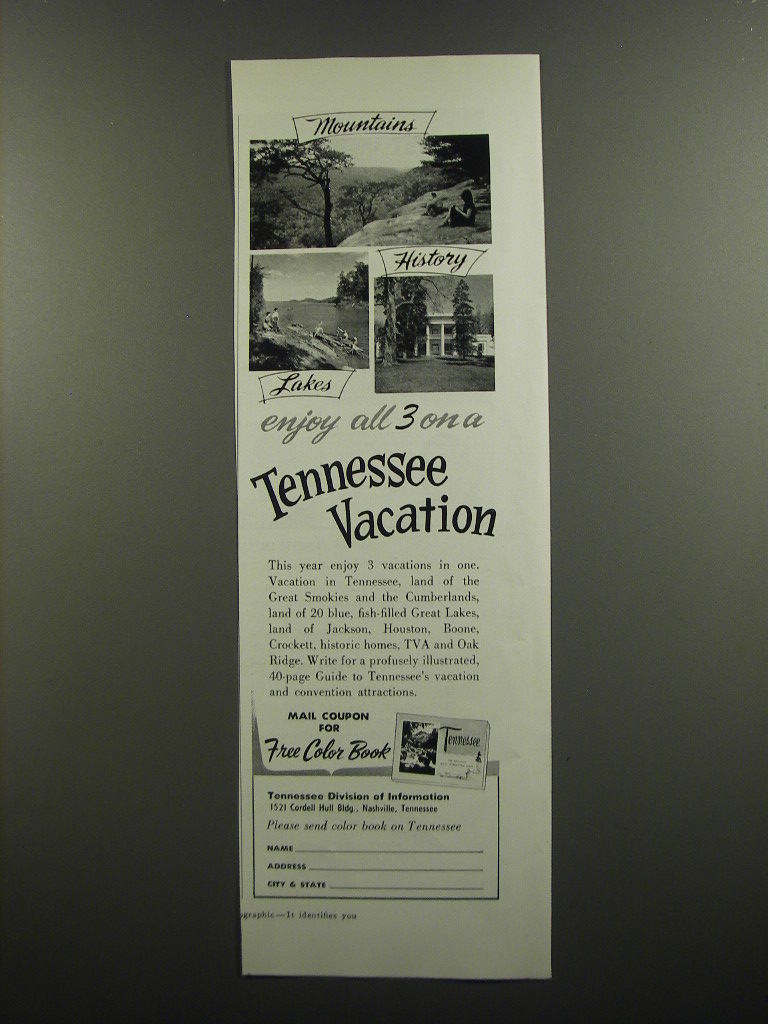 Mountains
History
Lakes
enjoy all 3 on a
Tennessee
Vacation
This year enjoy 3 vacations in one.
Vacation in Tennessee, land of the
Great Smokies and the Cumberlands,
land of 20 blue, fish-filled Great Lakes,
land of Jackson, Houston, Boone,
Crockett, historic homes, TVA and Oak
Ridge. Write for a profusely illustrated,
40-page Guide to Tennessee's vacation
and convention attractions.
MAIL COUPON
FOR
Free Color Book
Tennessee
Tennessee Division of Information
1521 Cordell Hull Bldg., Nashville, Tennessee
Please send color book on Tennessee
NAME
ADDRESS
CITY & STATE
ographic—It identifies you